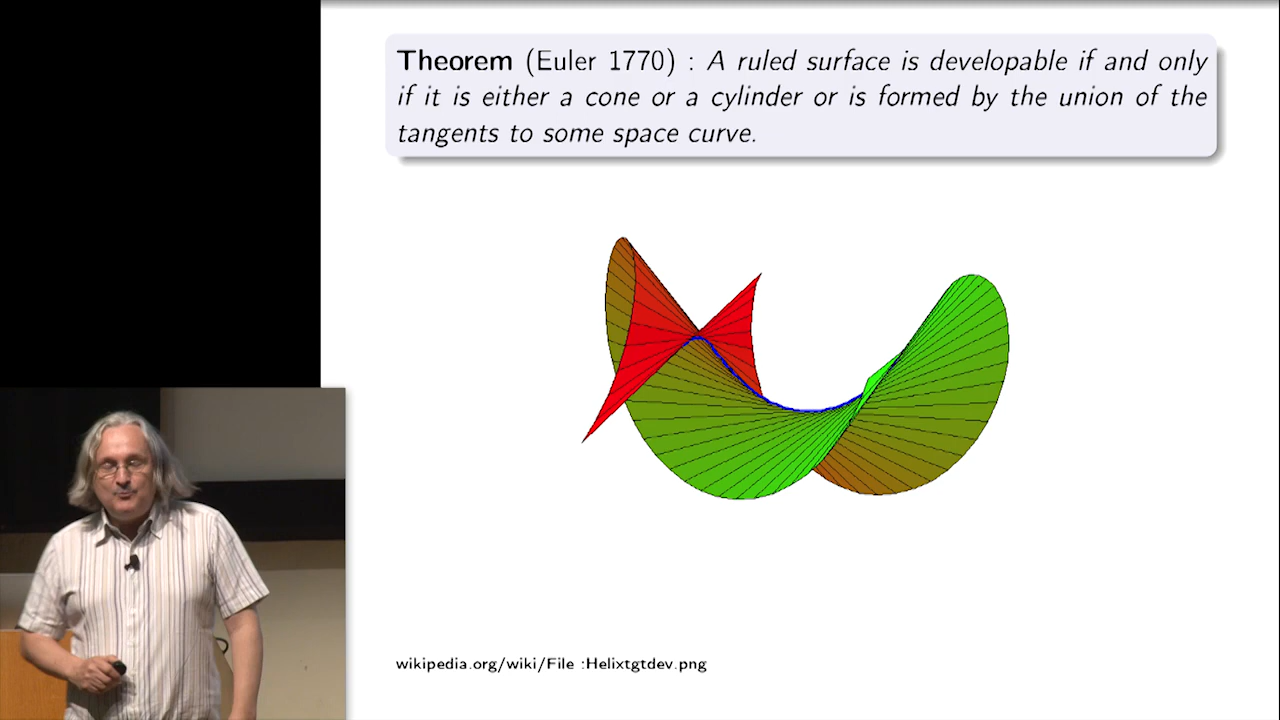 Theorem (Euler 1770) : A ruled surface is developable if and only
if it is either a cone or a cylinder or is formed by the union of the
tangents to some space curve.
wikipedia.org/wiki/File :Helixtgtdev.png